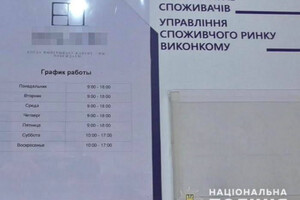 СПОЖИВАЧІВ
УПРАВЛІННЯ
СПОЖИВЧОГО РИНКУ
ВИКОНКОМУ
График работы
Понедельник 9:00 - 18:00
Вторник 9:00 - 18:00
Среда 9:00 - 18:00
Четверг 9:00 - 18:00
Пятница 9:00 - 18:00
Суббота 10:00 - 17:00
Воскресенье 10:00 - 17:00
НАЦІОНАЛЬНА
ПОЛІЦІЯ